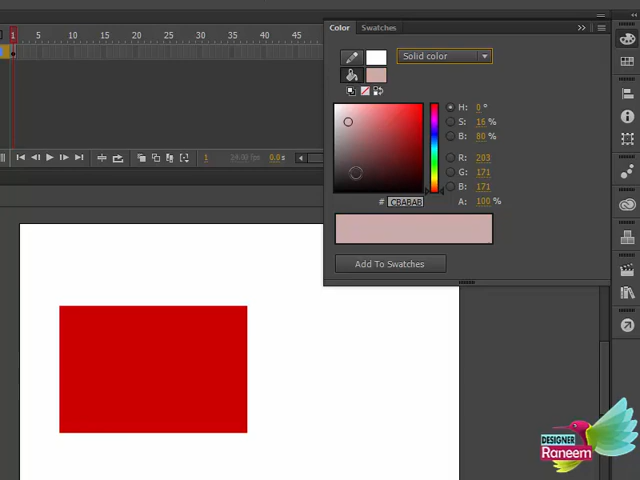 Color Swatches
1 5 10 15 20 25 30 35 40 45
Solid color
H: 0 °
S: 16 %
B: 80 %
R: 203
G: 171
B: 171
# CBABAB A: 100 %
Add To Swatches
1 24.00 fps 0.0 s
DESIGNER
Raneem